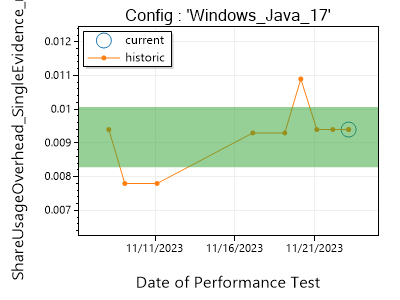 Config : 'Windows_Java_17'
ShareUsageOverhead_SingleEvidence_
current
historic
0.012
0.011
0.01
0.009
0.008
0.007
11/11/2023
11/16/2023
11/21/2023
Date of Performance Test